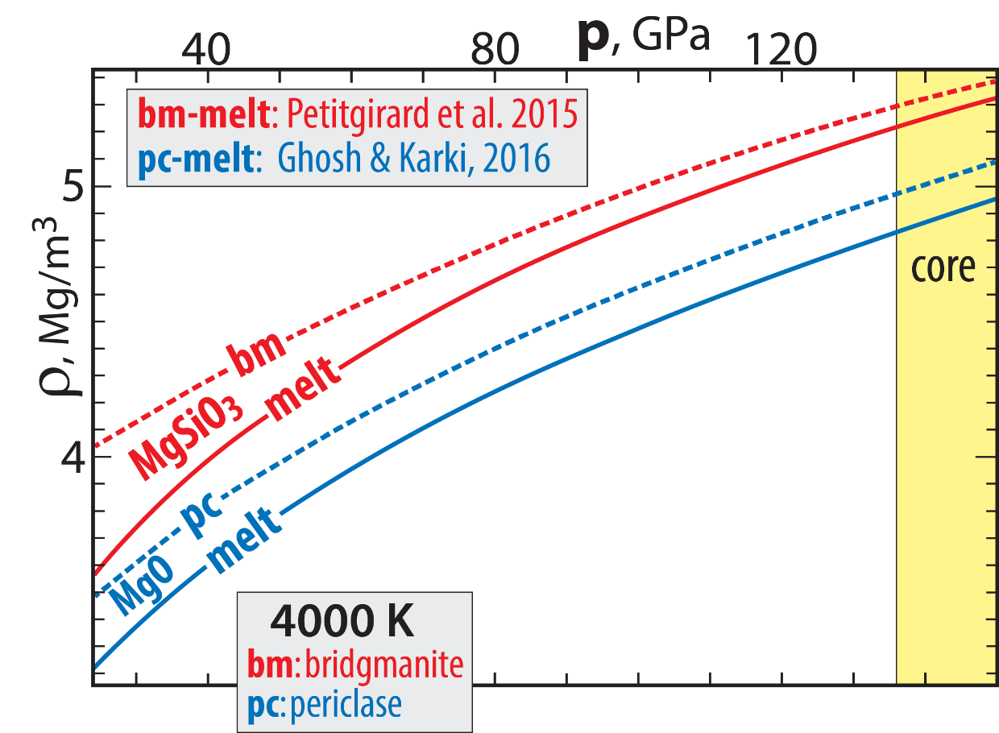 p, GPa
40 80 120
bm-melt: Petitgirard et al. 2015
pc-melt: Ghosh & Karki, 2016
5
4
ρ, Mg/m³
core
bm
MgSiO₃ melt
pc
MgO melt
4000 K
bm: bridgmanite
pc: periclase